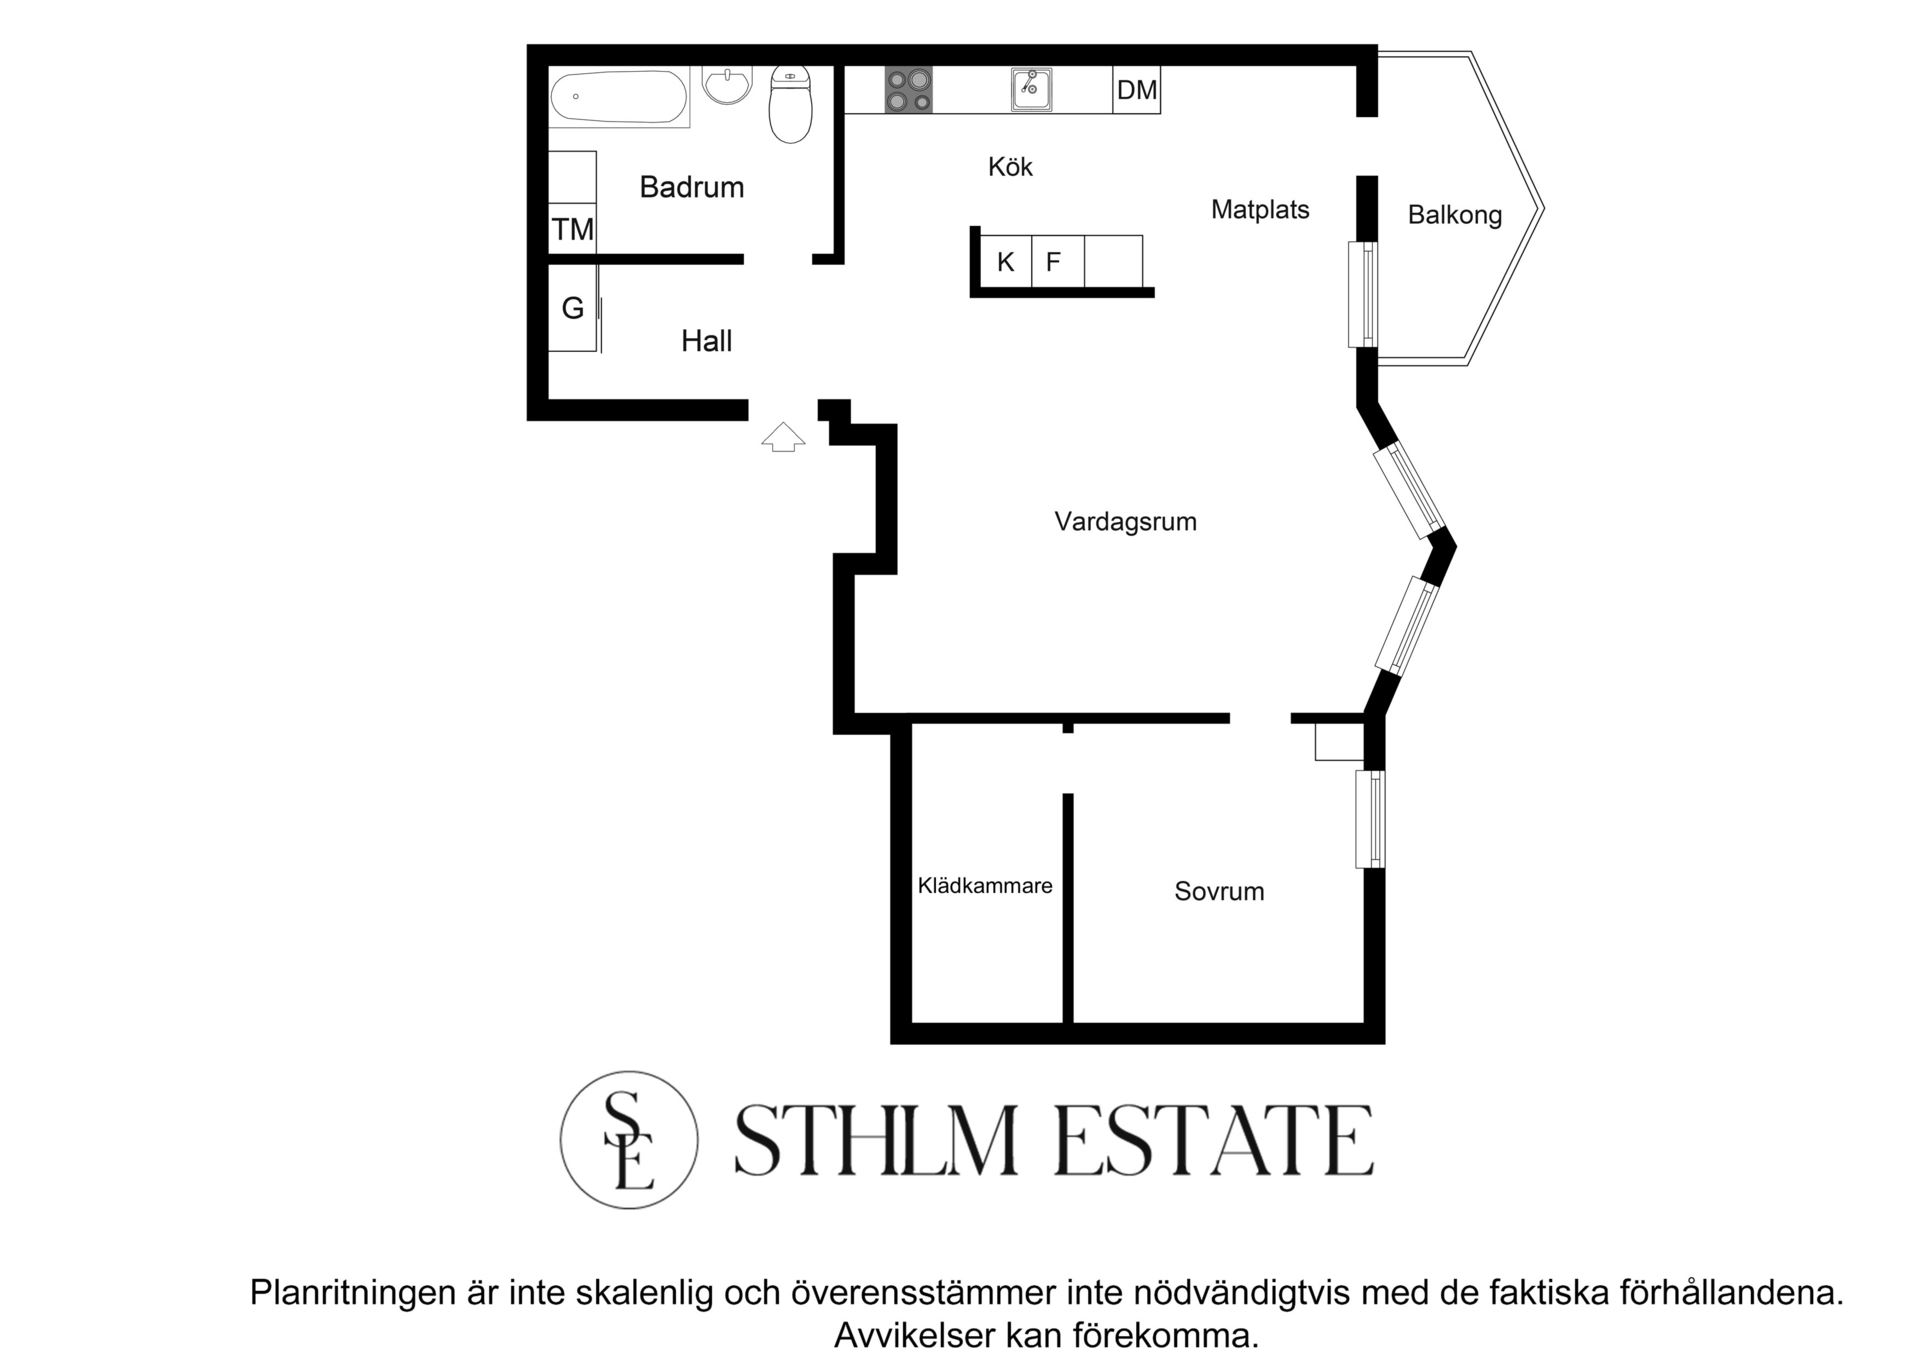 DM
Kök
Badrum
Matplats
Balkong
TM
K
F
G
Hall
Vardagsrum
Klädkammare
Sovrum
SE
STHLM ESTATE
Planritningen är inte skalenlig och överensstämmer inte nödvändigtvis med de faktiska förhållandena.
Avvikelser kan förekomma.